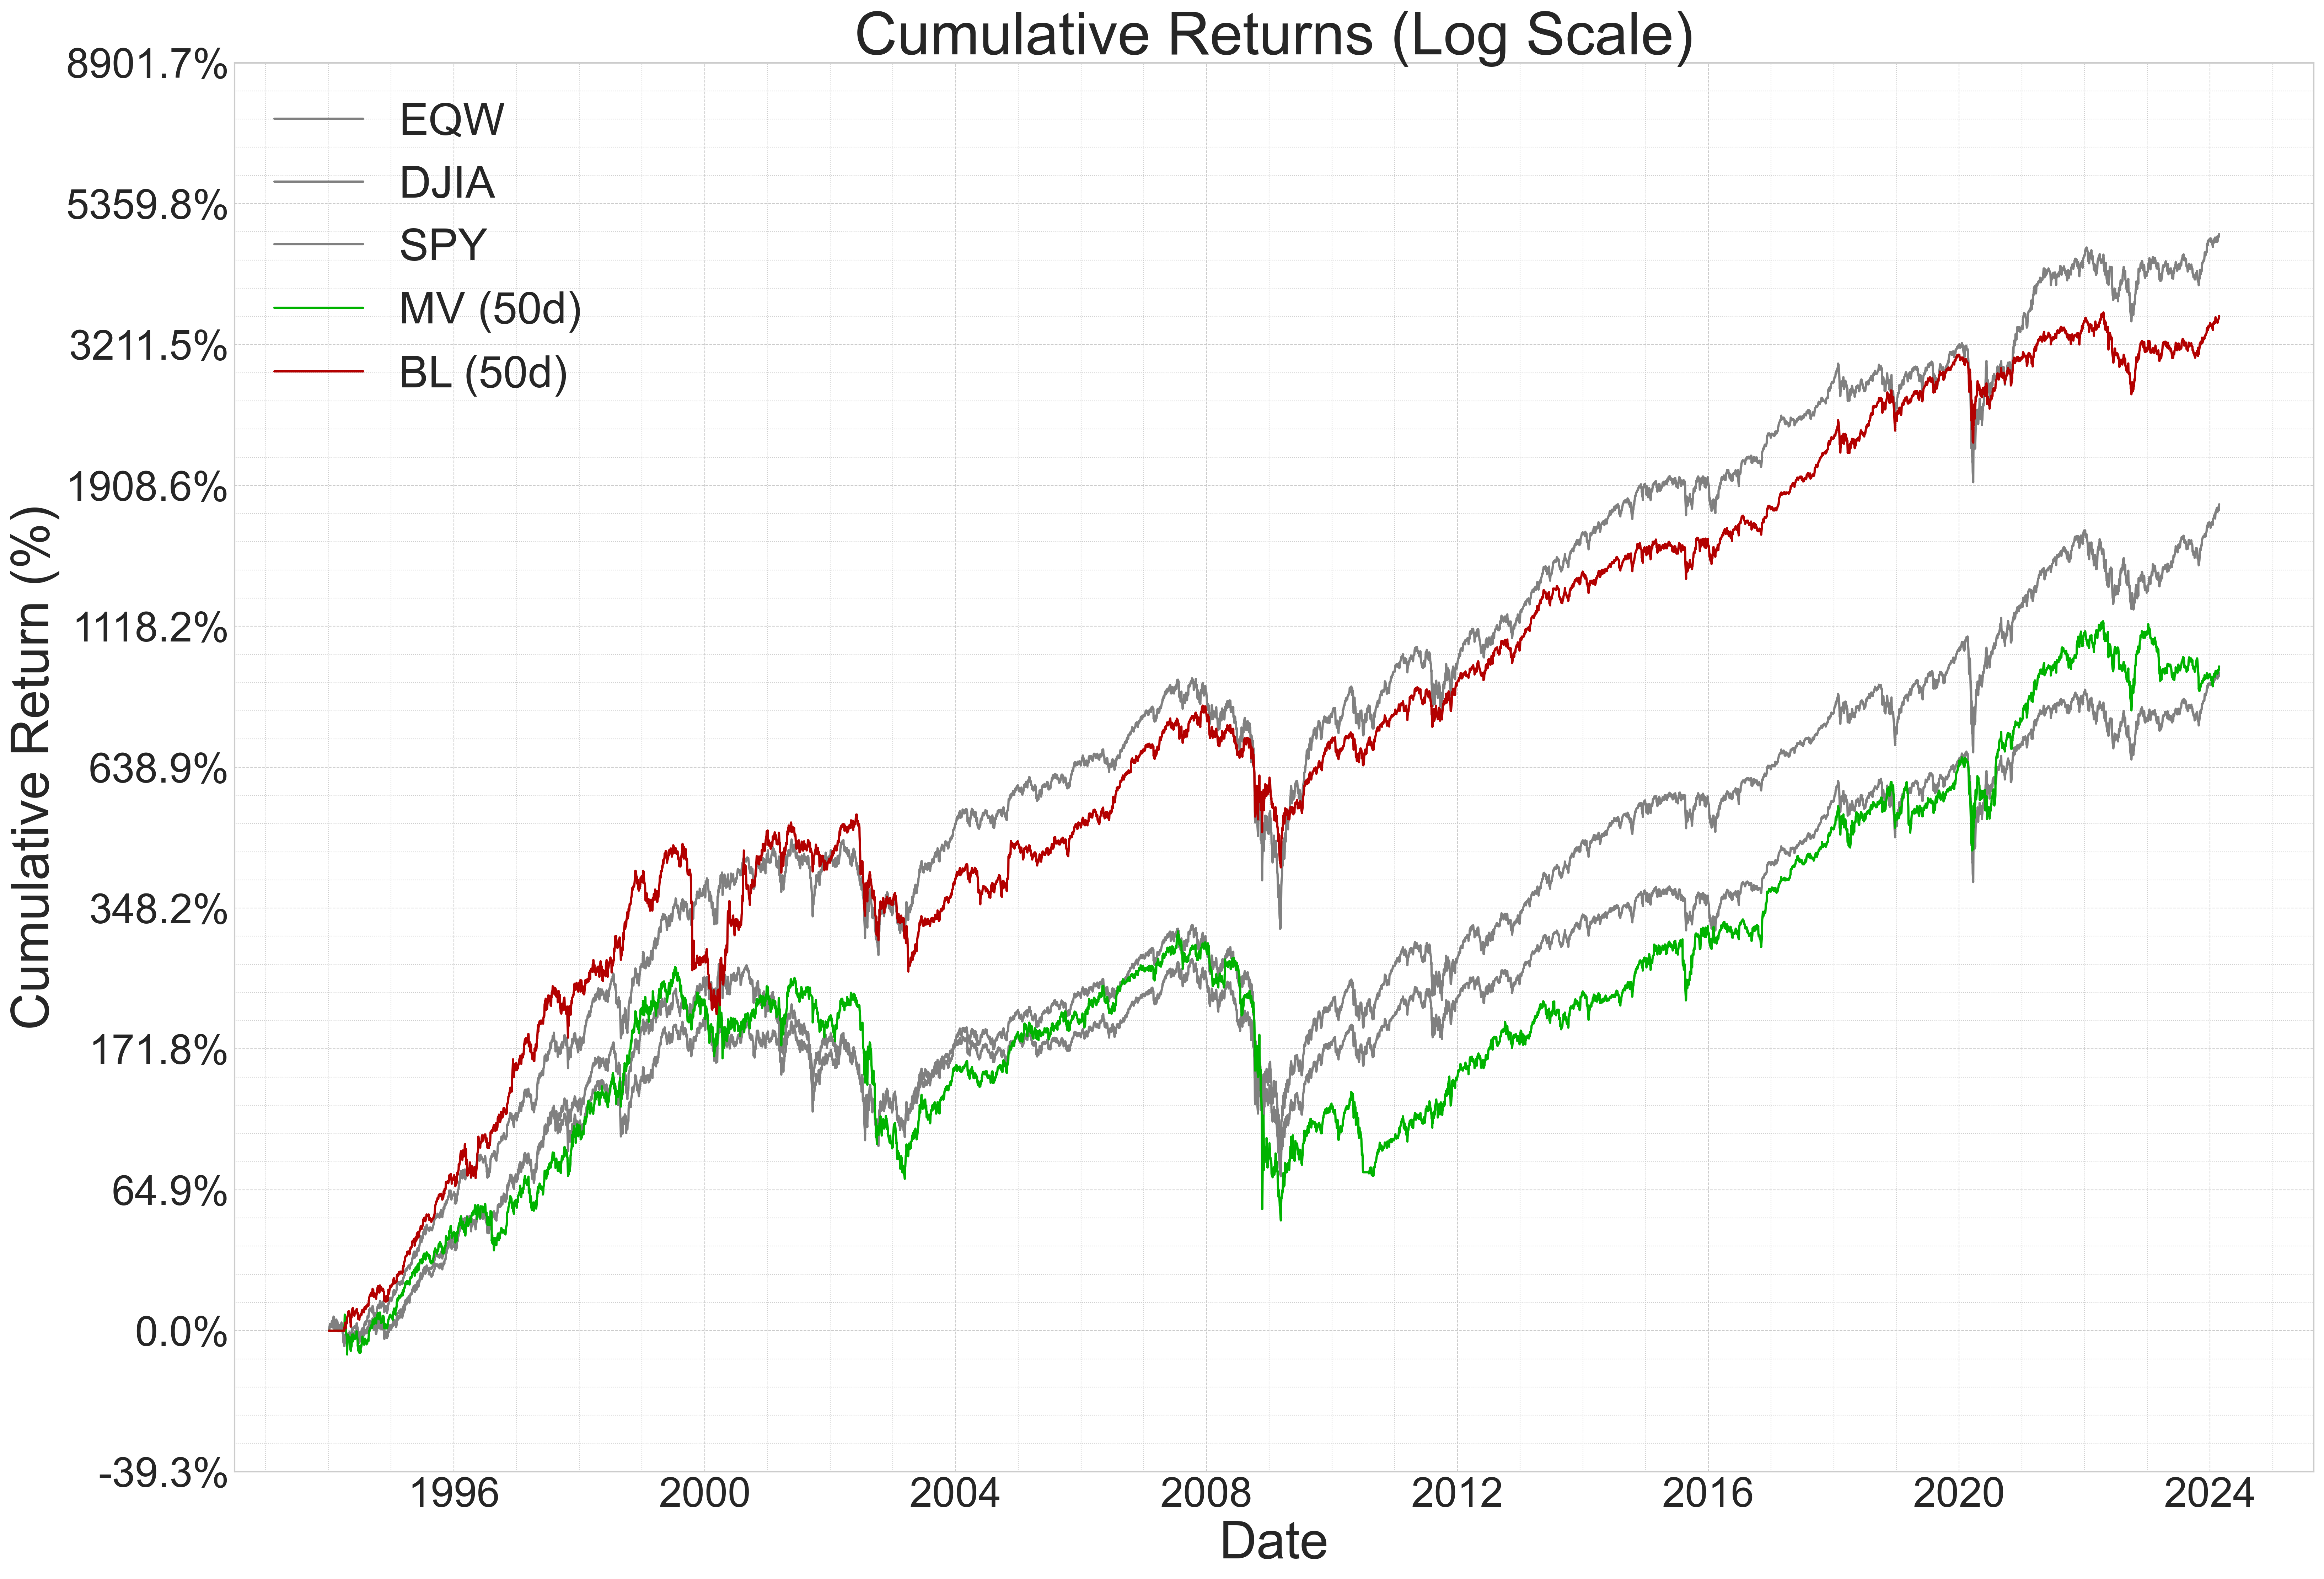 Cumulative Returns (Log Scale)
8901.7%
5359.8%
3211.5%
1908.6%
1118.2%
638.9%
348.2%
171.8%
64.9%
0.0%
-39.3%
Cumulative Return (%)
EQW
DJIA
SPY
MV (50d)
BL (50d)
1996 2000 2004 2008 2012 2016 2020 2024
Date